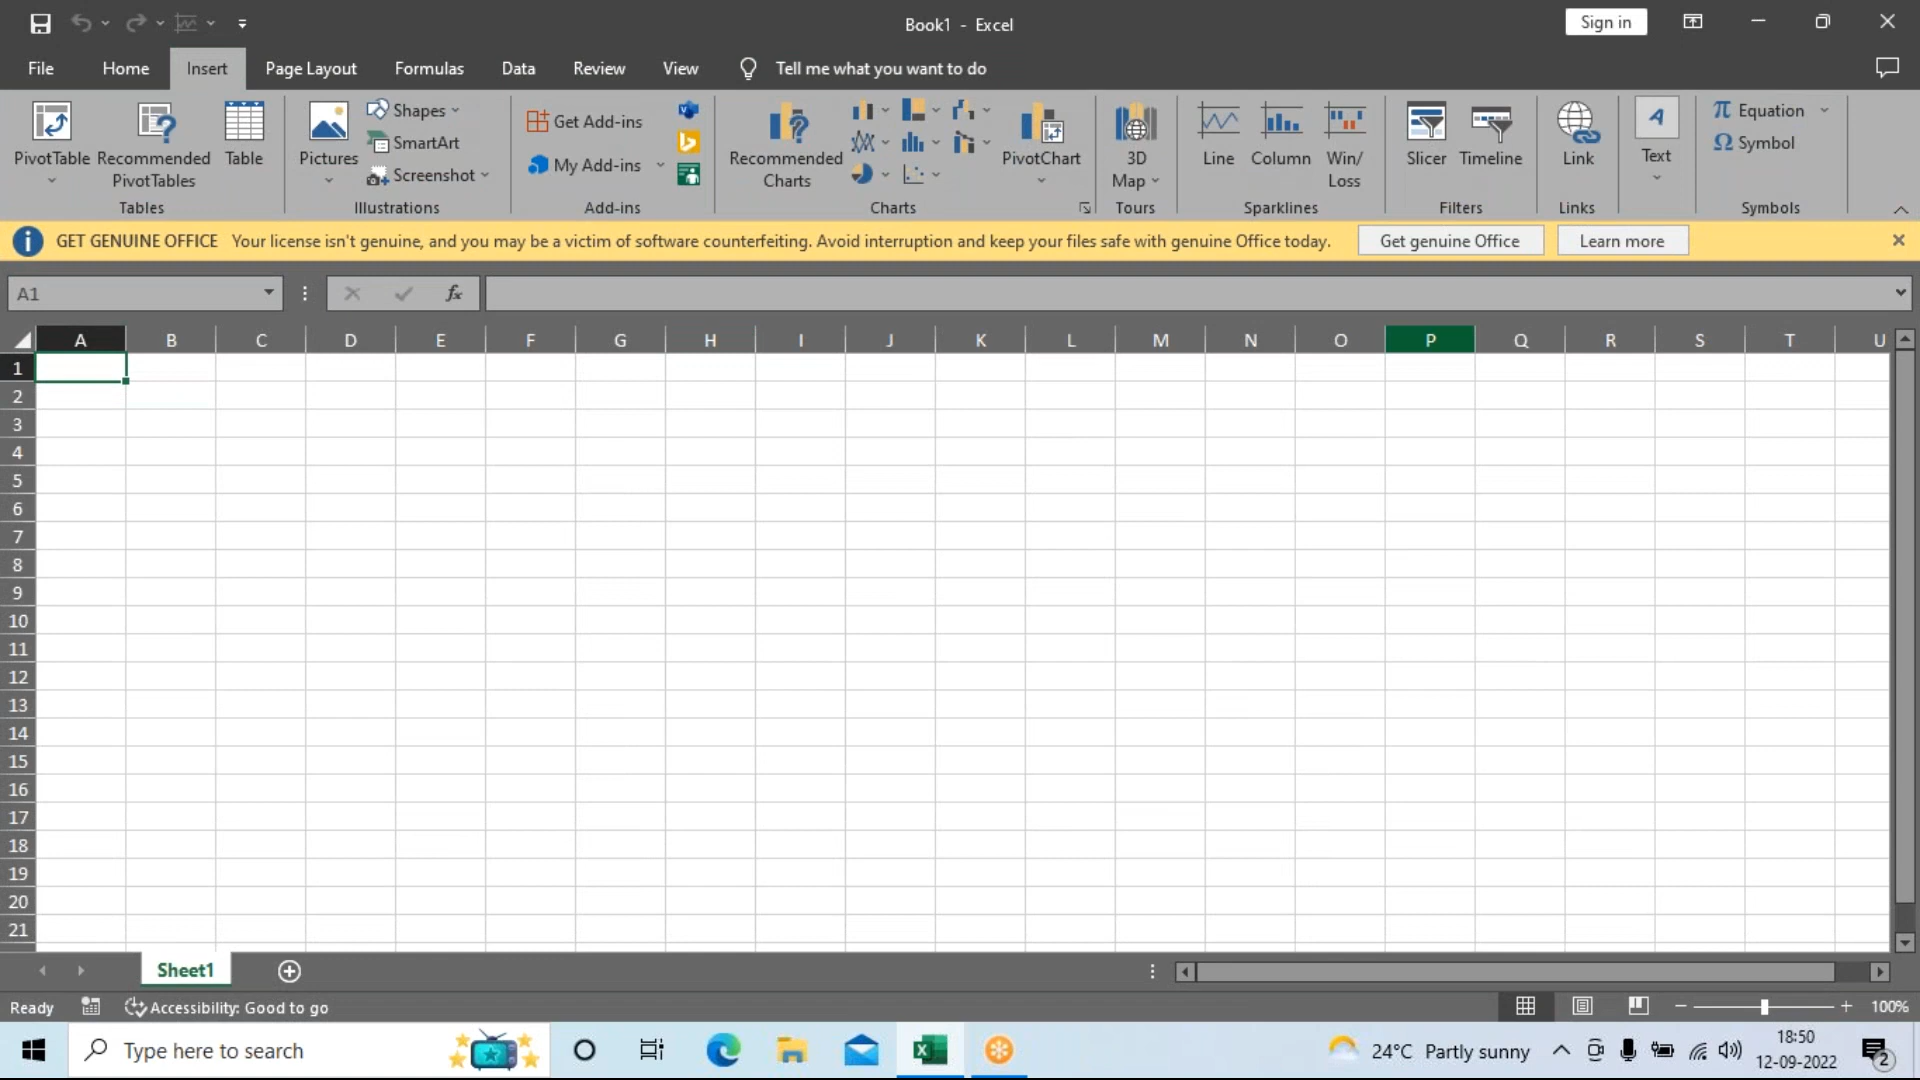 Book1 - Excel
Sign in
File Home Insert Page Layout Formulas Data Review View Tell me what you want to do
PivotTable
Recommended
PivotTables
Table
Tables
Pictures
Shapes
SmartArt
Screenshot
Illustrations
Get Add-ins
My Add-ins
Add-ins
Recommended
Charts
PivotChart
Charts
3D
Map
Tours
Line
Column
Win/
Loss
Sparklines
Slicer
Timeline
Filters
Link
Links
A
Text
π Equation
Ω Symbol
Symbols
GET GENUINE OFFICE Your license isn't genuine, and you may be a victim of software counterfeiting. Avoid interruption and keep your files safe with genuine Office today. Get genuine Office Learn more
A1
fx
A B C D E F G H I J K L M N O P Q R S T U
1
2
3
4
5
6
7
8
9
10
11
12
13
14
15
16
17
18
19
20
21
Sheet1
Ready Accessibility: Good to go 100%
Type here to search
24°C Partly sunny
18:50
12-09-2022
2